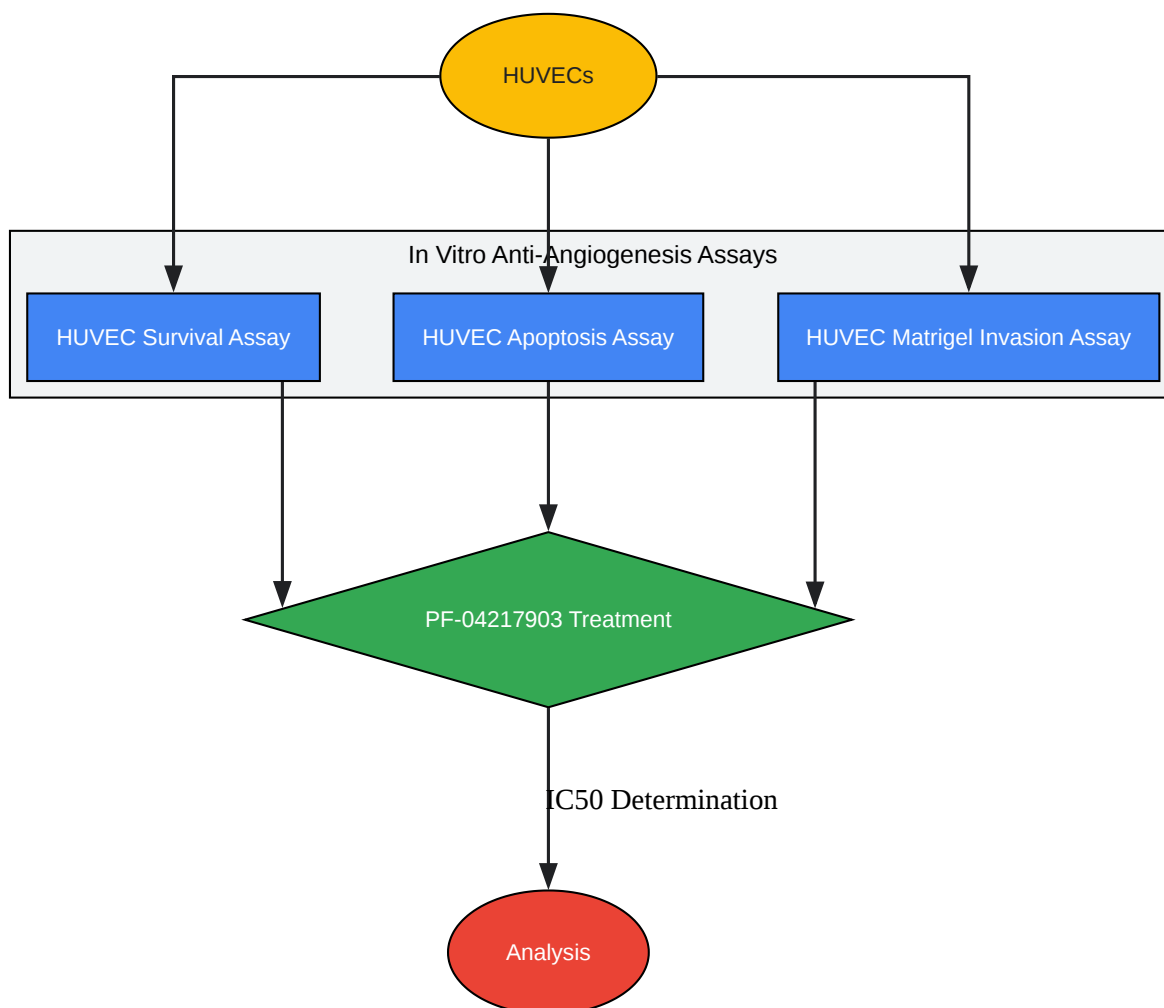 HUVECs
In Vitro Anti-Angiogenesis Assays
HUVEC Survival Assay
HUVEC Apoptosis Assay
HUVEC Matrigel Invasion Assay
PF-04217903 Treatment
IC50 Determination
Analysis